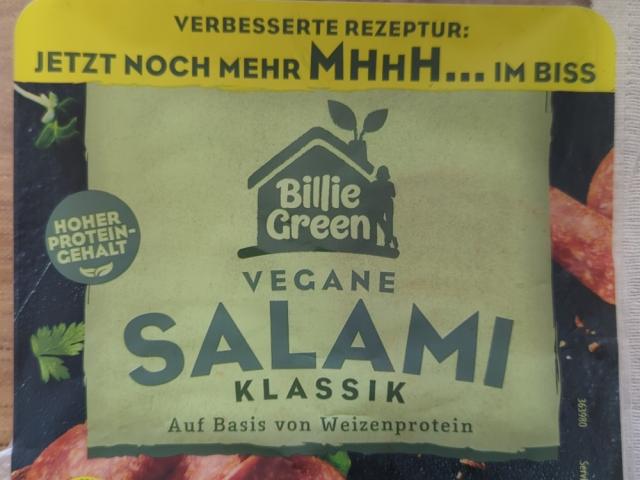 VERBESSERTE REZEPTUR:
JETZT NOCH MEHR MHHH... IM BISS
Billie
Green
HOHER
PROTEIN-
GEHALT
VEGANE
SALAMI
KLASSIK
Auf Basis von Weizenprotein
363980